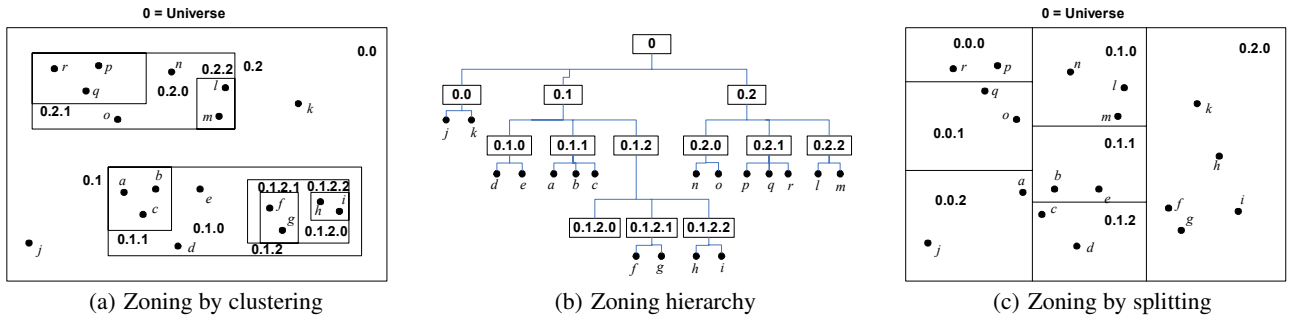 0 = Universe
0.0
r
p
n
0.2.2
0.2
l
q
0.2.0
0.2.1
o
m
k
0.1
a
b
e
0.1.2.1
0.1.2.2
f
h
i
c
g
0.1.0
0.1.2.0
0.1.1
0.1.2
d
j
(a) Zoning by clustering
0
0.0
0.1
0.2
j
k
0.1.0
0.1.1
0.1.2
0.2.0
0.2.1
0.2.2
d
e
a
b
c
n
o
p
q
r
l
m
0.1.2.0
0.1.2.1
0.1.2.2
f
g
h
i
(b) Zoning hierarchy
0 = Universe
0.0.0
0.1.0
0.2.0
r
p
n
l
q
o
m
k
0.0.1
0.1.1
h
a
b
e
0.0.2
c
0.1.2
f
i
g
j
d
(c) Zoning by splitting